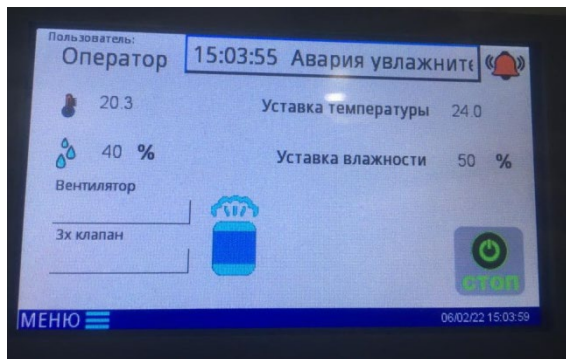 Пользователь:
Оператор
15:03:55 Авария увлажните
20.3 Уставка температуры 24.0
40 % Уставка влажности 50 %
Вентилятор
3х клапан
стоп
МЕНЮ 06/02/22 15:03:59